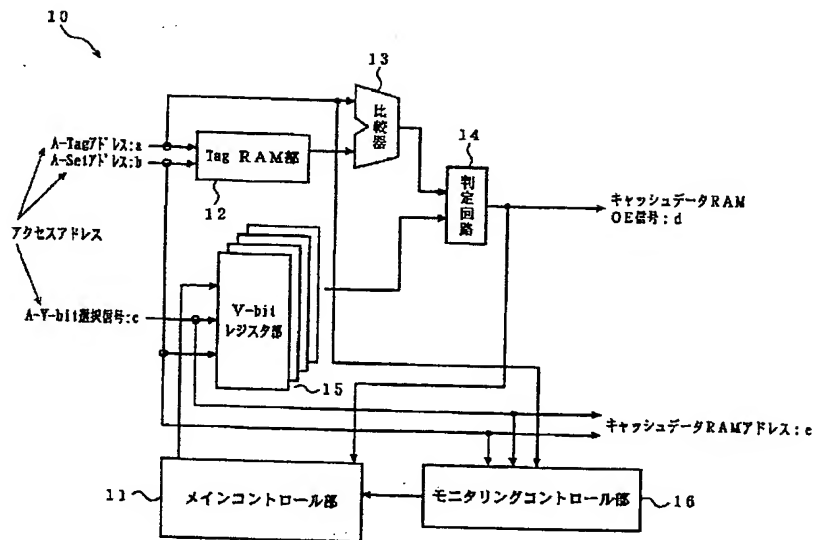 10
13
比較器
14
A-Tagアドレス:a
A-Setアドレス:b
Tag RAM部
12
判定回路
キャッシュデータRAM
OE信号:d
アクセスアドレス
A-V-bit選択信号:c
V-bit
レジスタ部
15
キャッシュデータRAMアドレス:e
11
メインコントロール部
モニタリングコントロール部
16